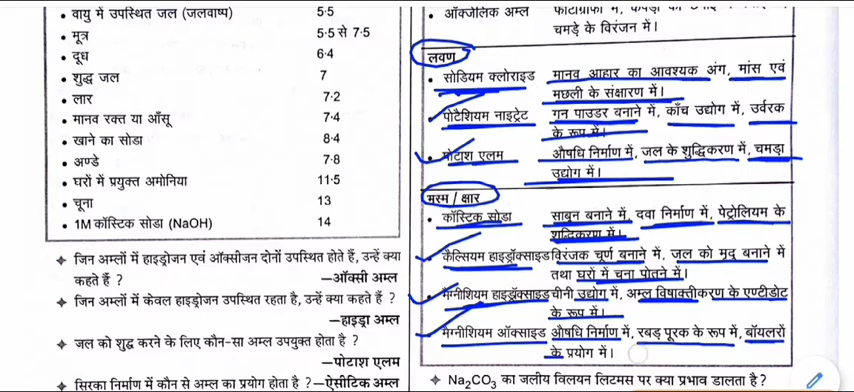 • वायु में उपस्थित जल (जलवाष्प) 5·5
• मूत्र 5·5 से 7·5
• दूध 6·4
• शुद्ध जल 7
• लार 7·2
• मानव रक्त या आँसू 7·4
• खाने का सोडा 8·4
• अण्डे 7·8
• घरों में प्रयुक्त अमोनिया 11·5
• चूना 13
• 1M कॉस्टिक सोडा (NaOH) 14
❖ जिन अम्लों में हाइड्रोजन एवं ऑक्सीजन दोनों उपस्थित होते हैं, उन्हें क्या
कहते हैं ? —ऑक्सी अम्ल
❖ जिन अम्लों में केवल हाइड्रोजन उपस्थित रहता है, उन्हें क्या कहते हैं ?
—हाइड्रा अम्ल
❖ जल को शुद्ध करने के लिए कौन-सा अम्ल उपयुक्त होता है ?
—पोटाश एलम
❖ सिरका निर्माण में कौन से अम्ल का प्रयोग होता है ?—ऐसीटिक अम्ल
• ऑक्जेलिक अम्ल फोटोग्राफी में,
चमड़े के विरंजन में।
लवण
• सोडियम क्लोराइड मानव आहार का आवश्यक अंग, मांस एवं
मछली के संक्षारण में।
• पोटैशियम नाइट्रेट गन पाउडर बनाने में, काँच उद्योग में, उर्वरक
के रूप में।
• पोटाश एलम औषधि निर्माण में, जल के शुद्धिकरण में, चमड़ा
उद्योग में।
भस्म / क्षार
• कॉस्टिक सोडा साबुन बनाने में, दवा निर्माण में, पेट्रोलियम के
शुद्धिकरण में।
• कैल्सियम हाइड्रॉक्साइड विरंजक चूर्ण बनाने में, जल को मृदु बनाने में
तथा घरों में चूना पोतने में।
• मैग्नीशियम हाइड्रॉक्साइड चीनी उद्योग में, अम्ल विषाक्तीकरण के एण्टीडोट
के रूप में।
• मैग्नीशियम ऑक्साइड औषधि निर्माण में, रबड़ पूरक के रूप में, बॉयलरों
के प्रयोग में।
❖ Na₂CO₃ का जलीय विलयन लिटमस पर क्या प्रभाव डालता है ?